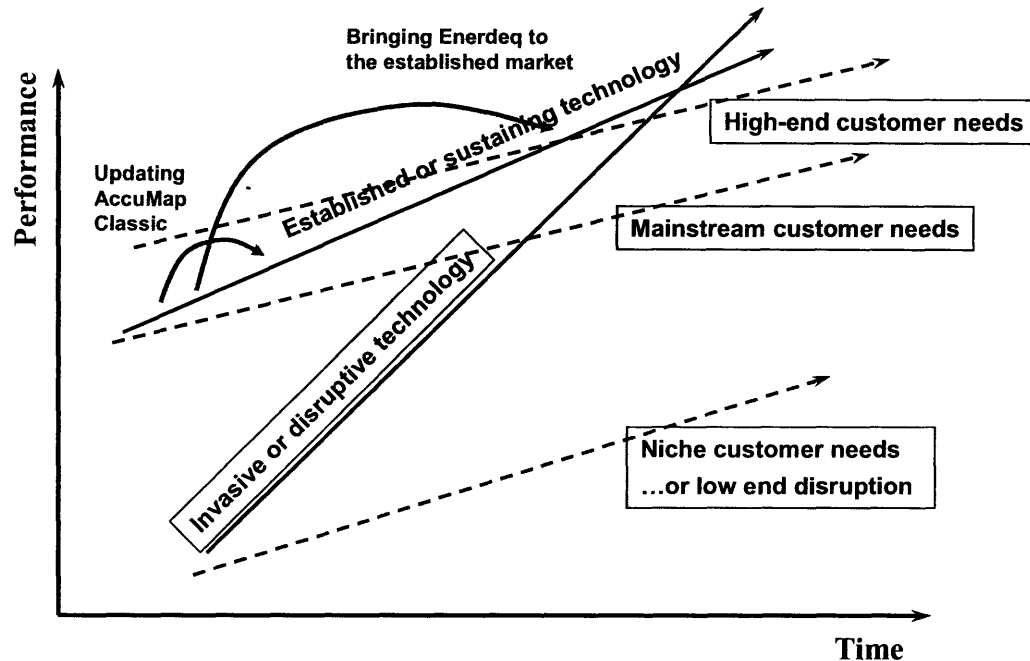 Bringing Enerdeq to
the established market
Established or sustaining technology
High-end customer needs
Updating
AccuMap
Classic
Performance
Mainstream customer needs
Invasive or disruptive technology
Niche customer needs
...or low end disruption
Time